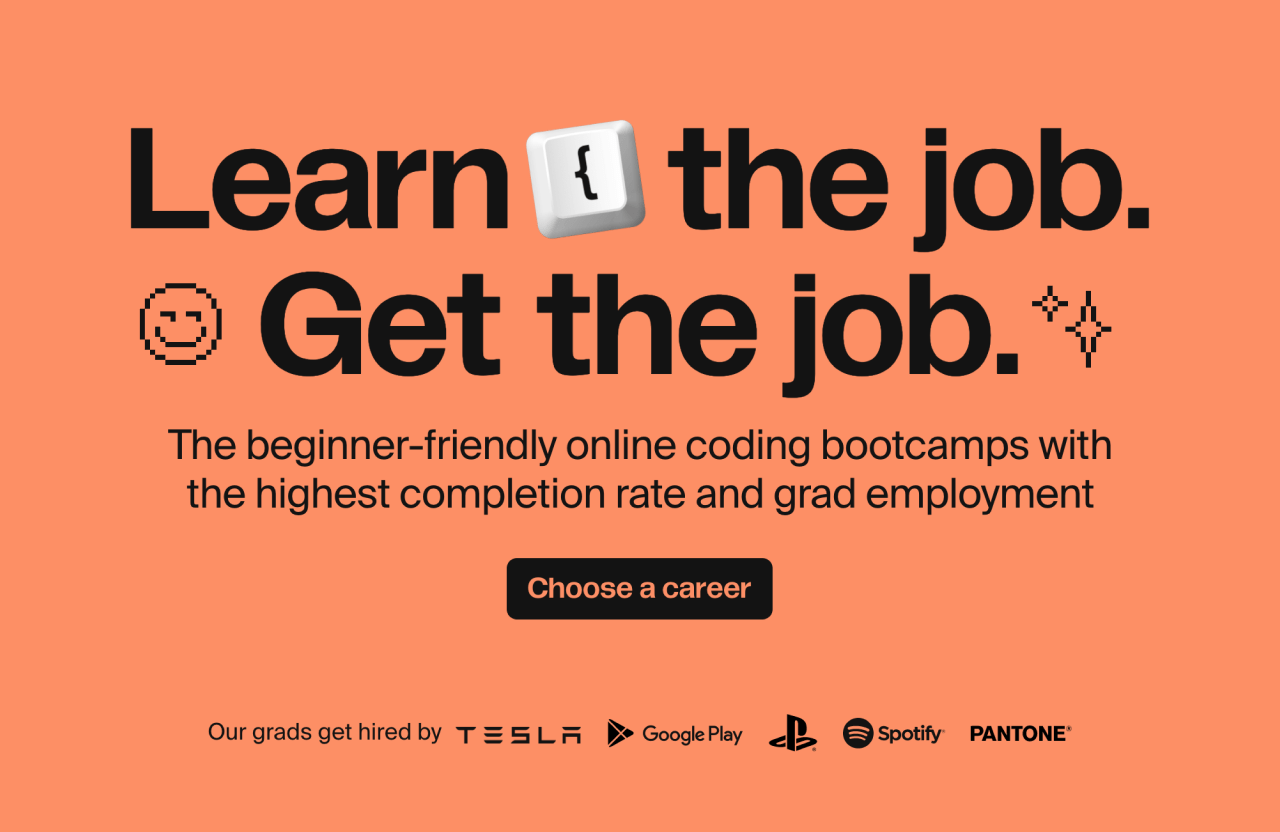 Learn { the job.
Get the job.
The beginner-friendly online coding bootcamps with
the highest completion rate and grad employment
Choose a career
Our grads get hired by TESLA Google Play Spotify PANTONE®